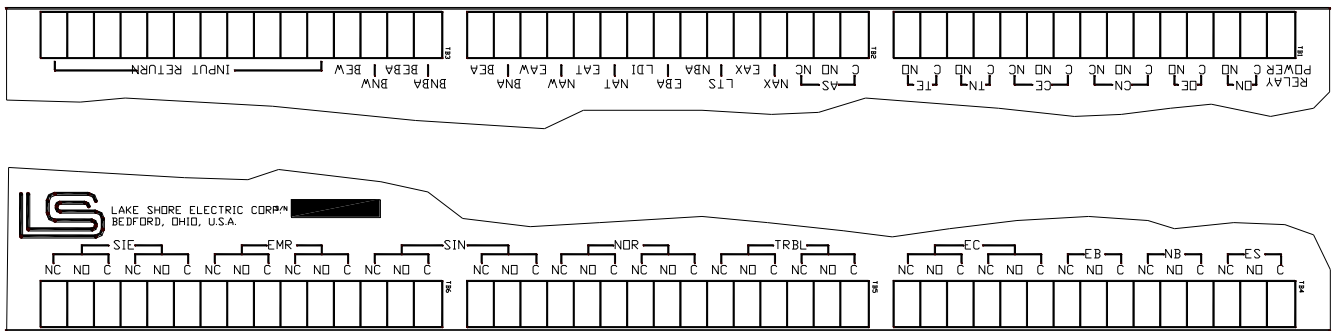 RELAY ON OE CN CE TN TE AS NAX LTS EBA NAT NAW BNA BNBA BNW
POWER C NO C NO C NO NC C NO NC C NO C NO C NO NC EAX NBA LDI EAT EAW BEA BEBA BEW INPUT RETURN
TB1 TB2 TB3
LAKE SHORE ELECTRIC CORP. S/N
BEDFORD, OHIO, U.S.A.
SIE EMR SIN NOR TRBL EC EB NB ES
NC NO C NC NO C NC NO C NC NO C NC NO C NC NO C NC NO C NC NO C NC NO C NC NO C NC NO C NC NO C NC NO C NC NO C NC NO C
TB6 TB5 TB4